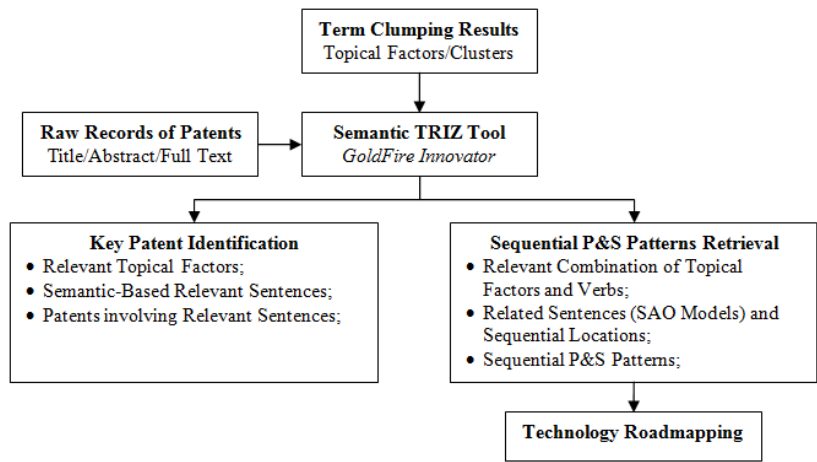 Term Clumping Results
Topical Factors/Clusters
Raw Records of Patents
Title/Abstract/Full Text
Semantic TRIZ Tool
GoldFire Innovator
Key Patent Identification
• Relevant Topical Factors;
• Semantic-Based Relevant Sentences;
• Patents involving Relevant Sentences;
Sequential P&S Patterns Retrieval
• Relevant Combination of Topical
Factors and Verbs;
• Related Sentences (SAO Models) and
Sequential Locations;
• Sequential P&S Patterns;
Technology Roadmapping